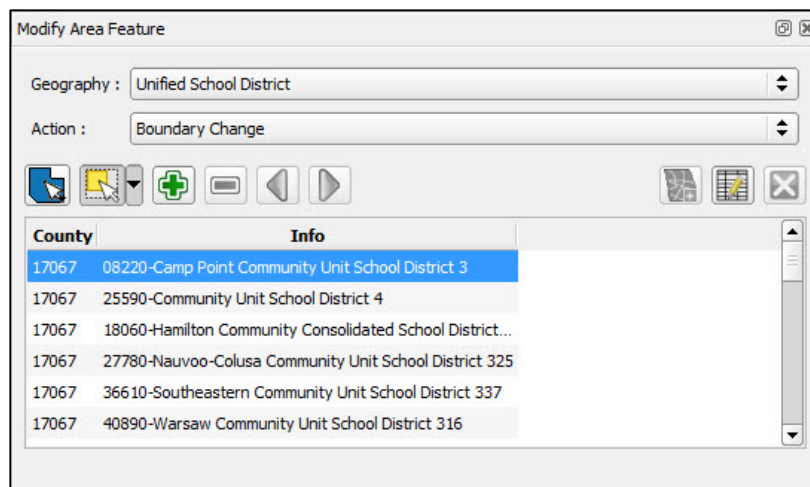 Modify Area Feature
Geography : Unified School District
Action : Boundary Change
County Info
17067 08220-Camp Point Community Unit School District 3
17067 25590-Community Unit School District 4
17067 18060-Hamilton Community Consolidated School District...
17067 27780-Nauvoo-Colusa Community Unit School District 325
17067 36610-Southeastern Community Unit School District 337
17067 40890-Warsaw Community Unit School District 316